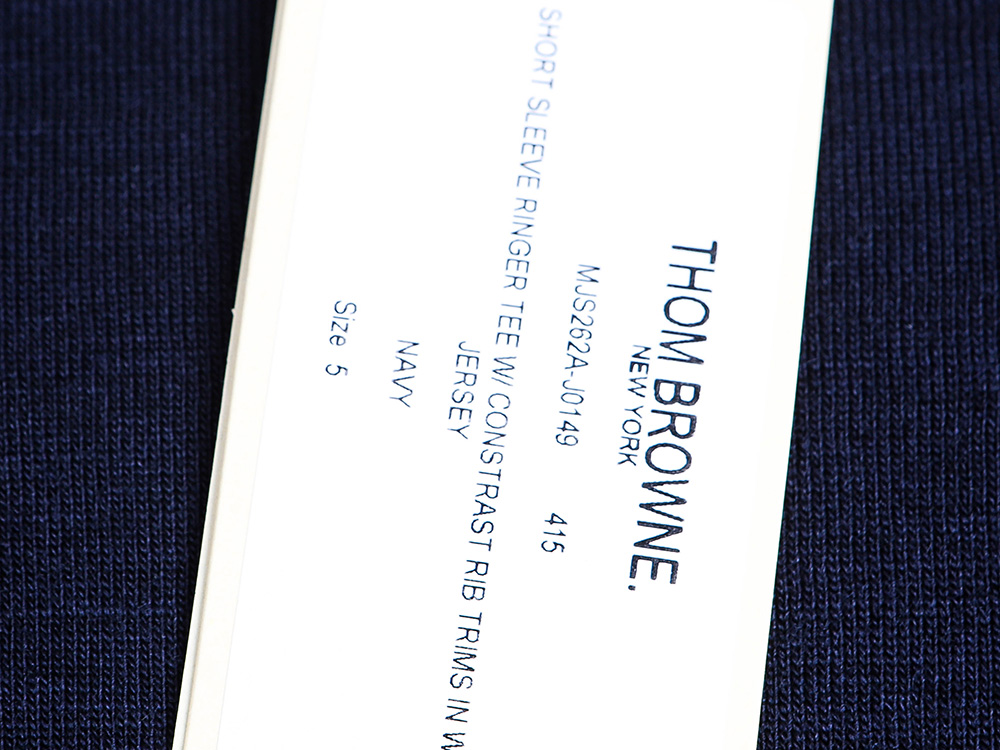 THOM BROWNE.
NEW YORK
MJS262A-J0149 415
SHORT SLEEVE RINGER TEE W/ CONSTRAST RIB TRIMS IN
JERSEY
NAVY
Size 5